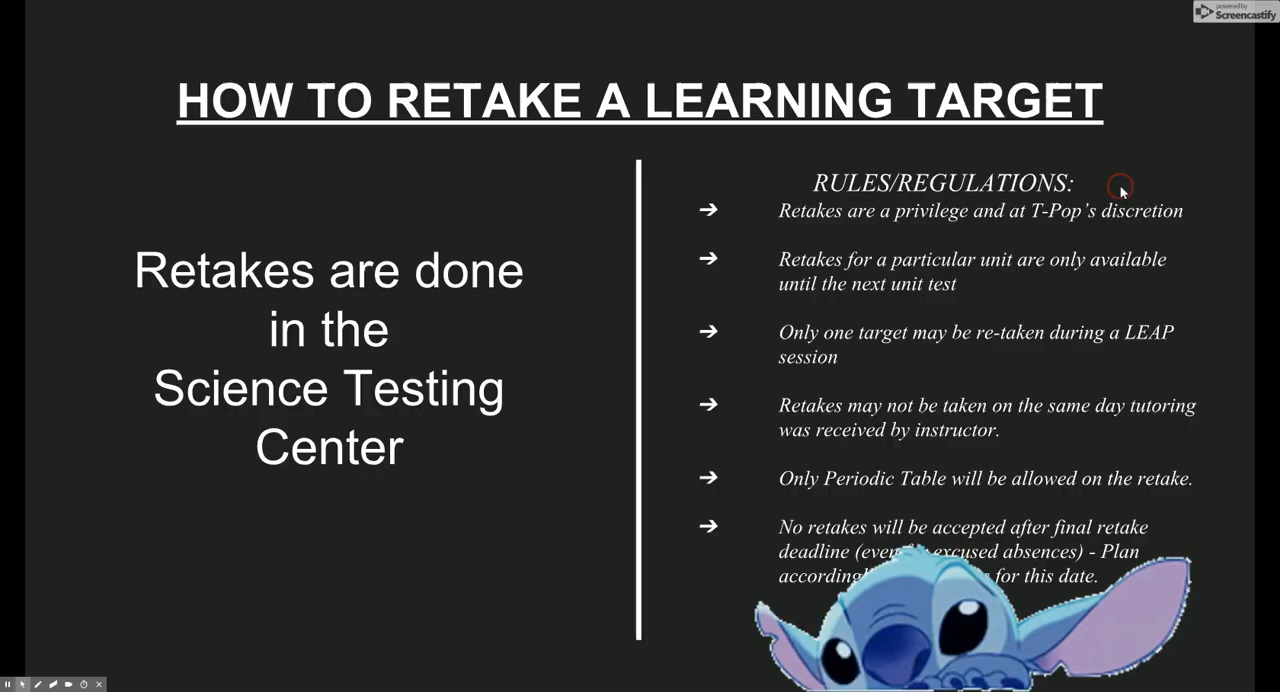 powered by
Screencastify
HOW TO RETAKE A LEARNING TARGET
Retakes are done
in the
Science Testing
Center
RULES/REGULATIONS:
➔ Retakes are a privilege and at T-Pop's discretion
➔ Retakes for a particular unit are only available
until the next unit test
➔ Only one target may be re-taken during a LEAP
session
➔ Retakes may not be taken on the same day tutoring
was received by instructor.
➔ Only Periodic Table will be allowed on the retake.
➔ No retakes will be accepted after final retake
deadline (even excused absences) - Plan
for this date.